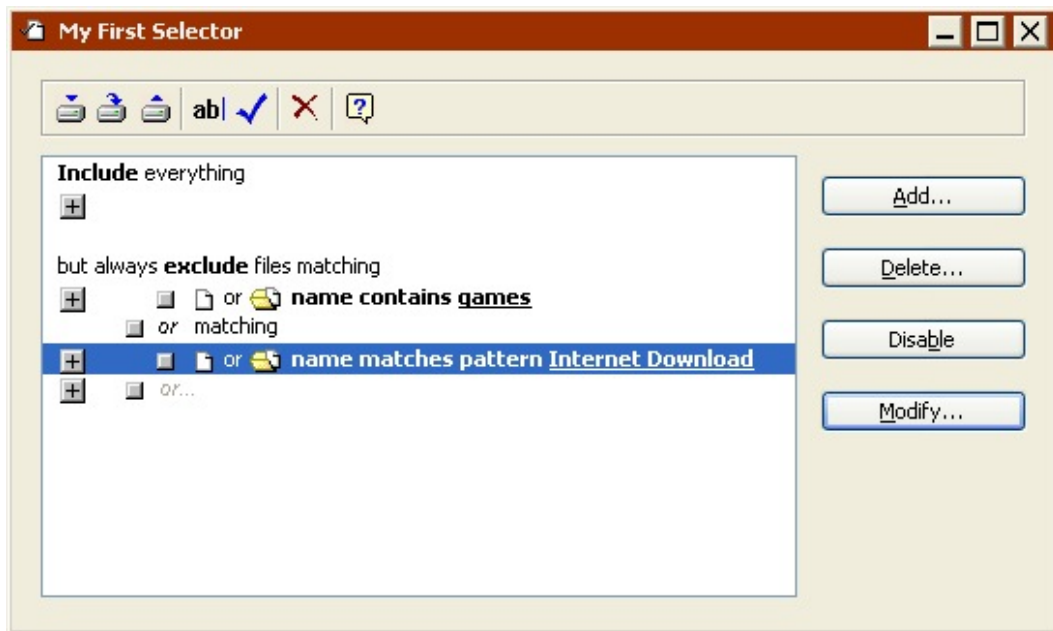 My First Selector
ab
Include everything
but always exclude files matching
or name contains games
or matching
or name matches pattern Internet Download
or...
Add...
Delete...
Disable
Modify...